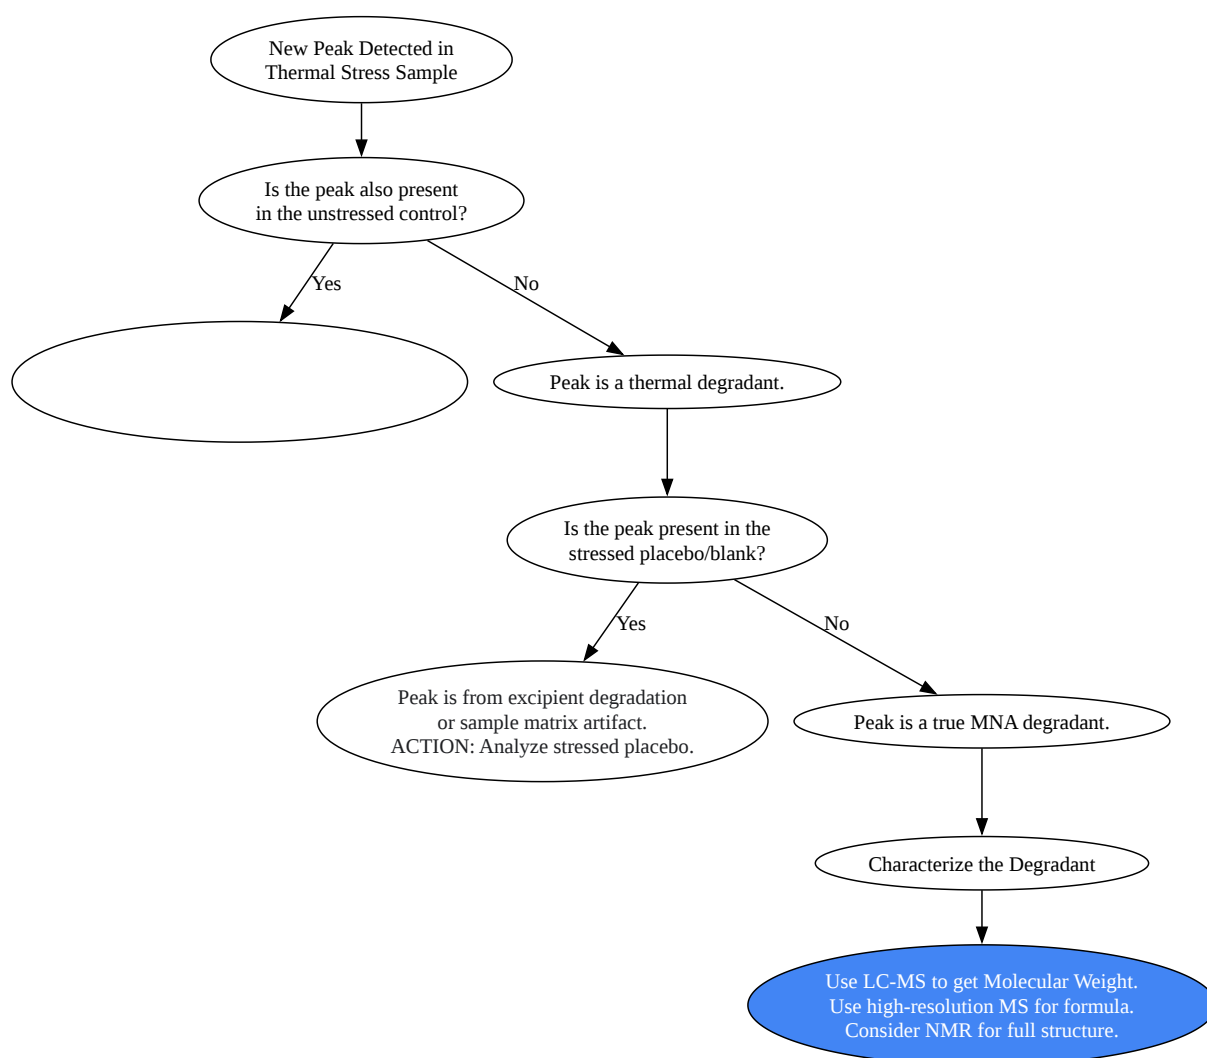 New Peak Detected in
Thermal Stress Sample
Is the peak also present
in the unstressed control?
Yes
No
Peak is a thermal degradant.
Is the peak present in the
stressed placebo/blank?
Yes
No
Peak is from excipient degradation
or sample matrix artifact.
ACTION: Analyze stressed placebo.
Peak is a true MNA degradant.
Characterize the Degradant
Use LC-MS to get Molecular Weight.
Use high-resolution MS for formula.
Consider NMR for full structure.